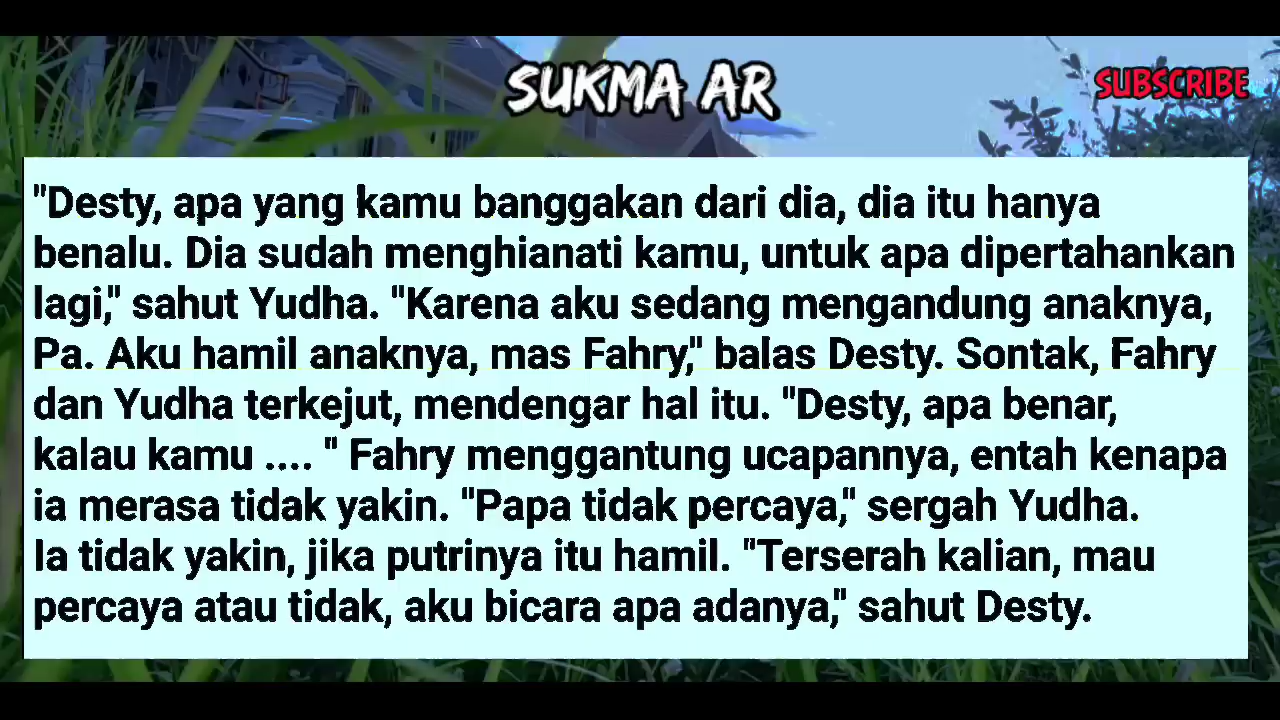 SUKMA AR
SUBSCRIBE
"Desty, apa yang kamu banggakan dari dia, dia itu hanya
benalu. Dia sudah menghianati kamu, untuk apa dipertahankan
lagi," sahut Yudha. "Karena aku sedang mengandung anaknya,
Pa. Aku hamil anaknya, mas Fahry," balas Desty. Sontak, Fahry
dan Yudha terkejut, mendengar hal itu. "Desty, apa benar,
kalau kamu .... " Fahry menggantung ucapannya, entah kenapa
ia merasa tidak yakin. "Papa tidak percaya," sergah Yudha.
Ia tidak yakin, jika putrinya itu hamil. "Terserah kalian, mau
percaya atau tidak, aku bicara apa adanya," sahut Desty.